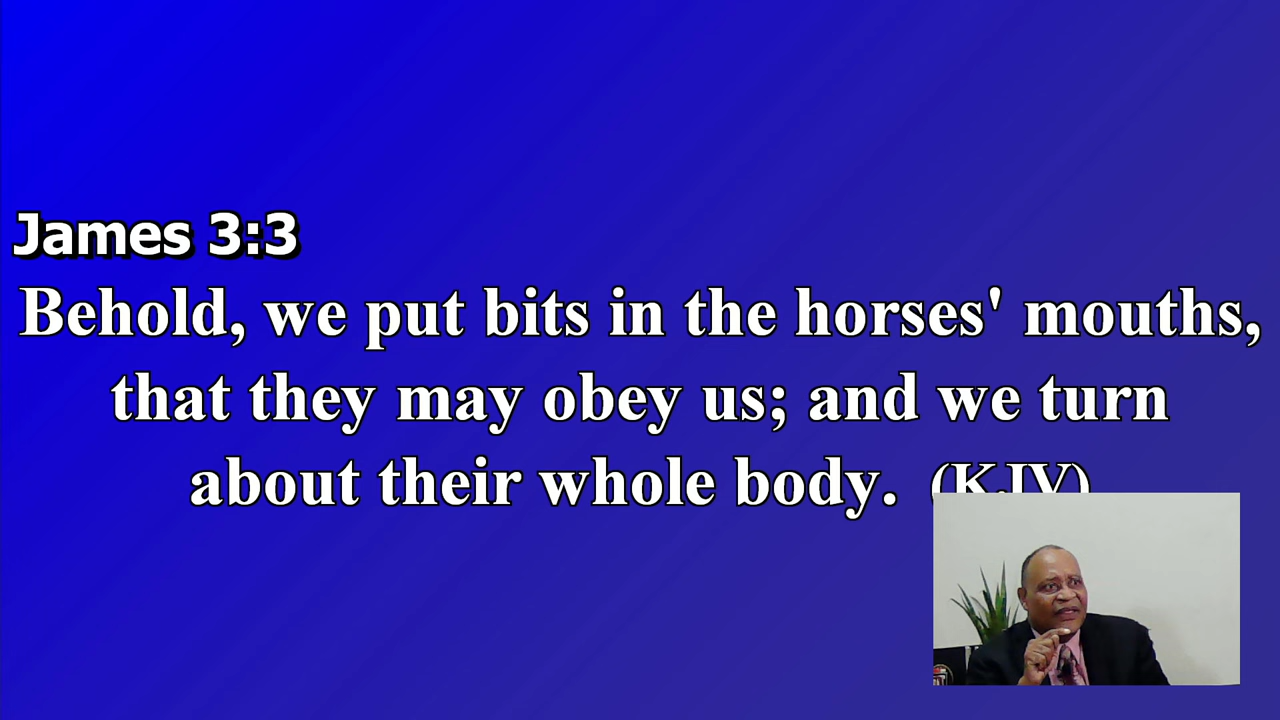 James 3:3
Behold, we put bits in the horses' mouths,
that they may obey us; and we turn
about their whole body. (KJV)